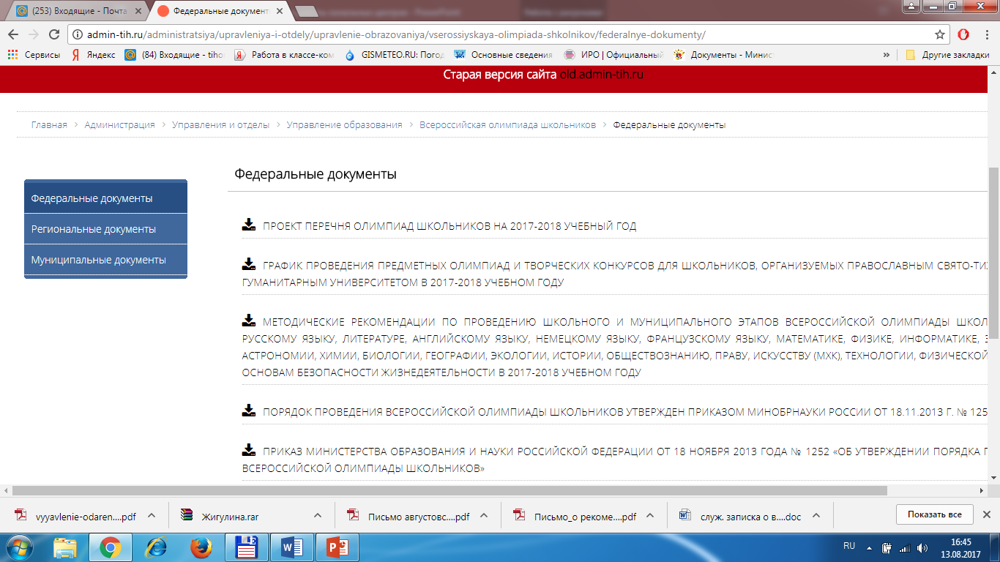 (253) Входящие - Почта
Федеральные документ
admin-tih.ru/administratsiya/upravleniya-i-otdely/upravlenie-obrazovaniya/vserossiyskaya-olimpiada-shkolnikov/federalnye-dokumenty/
Сервисы Яндекс (84) Входящие - tiho Работа в классе-ком GISMETEO.RU: Погод Основные сведения ИРО | Официальный Документы - Минис » Другие закладки
Старая версия сайта old.admin-tih.ru
Главная > Администрация > Управления и отделы > Управление образования > Всероссийская олимпиада школьников > Федеральные документы
Федеральные документы
Региональные документы
Муниципальные документы
Федеральные документы
ПРОЕКТ ПЕРЕЧНЯ ОЛИМПИАД ШКОЛЬНИКОВ НА 2017-2018 УЧЕБНЫЙ ГОД
ГРАФИК ПРОВЕДЕНИЯ ПРЕДМЕТНЫХ ОЛИМПИАД И ТВОРЧЕСКИХ КОНКУРСОВ ДЛЯ ШКОЛЬНИКОВ, ОРГАНИЗУЕМЫХ ПРАВОСЛАВНЫМ СВЯТО-ТИХ
ГУМАНИТАРНЫМ УНИВЕРСИТЕТОМ В 2017-2018 УЧЕБНОМ ГОДУ
МЕТОДИЧЕСКИЕ РЕКОМЕНДАЦИИ ПО ПРОВЕДЕНИЮ ШКОЛЬНОГО И МУНИЦИПАЛЬНОГО ЭТАПОВ ВСЕРОССИЙСКОЙ ОЛИМПИАДЫ ШКОЛ
РУССКОМУ ЯЗЫКУ, ЛИТЕРАТУРЕ, АНГЛИЙСКОМУ ЯЗЫКУ, НЕМЕЦКОМУ ЯЗЫКУ, ФРАНЦУЗСКОМУ ЯЗЫКУ, МАТЕМАТИКЕ, ФИЗИКЕ, ИНФОРМАТИКЕ,
АСТРОНОМИИ, ХИМИИ, БИОЛОГИИ, ГЕОГРАФИИ, ЭКОЛОГИИ, ИСТОРИИ, ОБЩЕСТВОЗНАНИЮ, ПРАВУ, ИСКУССТВУ (МХК), ТЕХНОЛОГИИ, ФИЗИЧЕСКОЙ
ОСНОВАМ БЕЗОПАСНОСТИ ЖИЗНЕДЕЯТЕЛЬНОСТИ В 2017-2018 УЧЕБНОМ ГОДУ
ПОРЯДОК ПРОВЕДЕНИЯ ВСЕРОССИЙСКОЙ ОЛИМПИАДЫ ШКОЛЬНИКОВ УТВЕРЖДЕН ПРИКАЗОМ МИНОБРНАУКИ РОССИИ ОТ 18.11.2013 Г. № 125
ПРИКАЗ МИНИСТЕРСТВА ОБРАЗОВАНИЯ И НАУКИ РОССИЙСКОЙ ФЕДЕРАЦИИ ОТ 18 НОЯБРЯ 2013 ГОДА № 1252 «ОБ УТВЕРЖДЕНИИ ПОРЯДКА П
ВСЕРОССИЙСКОЙ ОЛИМПИАДЫ ШКОЛЬНИКОВ»
vyyavlenie-odaren....pdf Жигулина.rar Письмо августовс....pdf Письмо_о рекоме....pdf служ. записка о в....doc Показать все
RU 16:45
13.08.2017